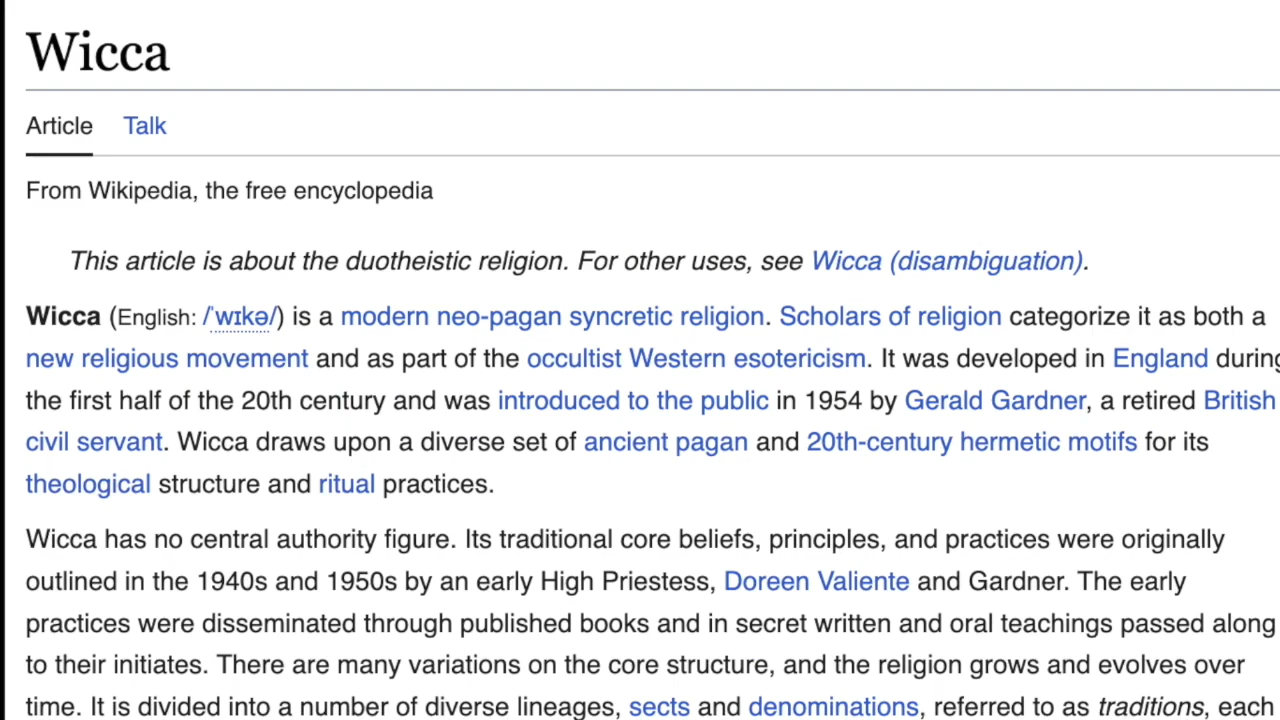 Wicca
Article Talk
From Wikipedia, the free encyclopedia
This article is about the duotheistic religion. For other uses, see Wicca (disambiguation).
Wicca (English: /ˈwɪkə/) is a modern neo-pagan syncretic religion. Scholars of religion categorize it as both a
new religious movement and as part of the occultist Western esotericism. It was developed in England during
the first half of the 20th century and was introduced to the public in 1954 by Gerald Gardner, a retired British
civil servant. Wicca draws upon a diverse set of ancient pagan and 20th-century hermetic motifs for its
theological structure and ritual practices.
Wicca has no central authority figure. Its traditional core beliefs, principles, and practices were originally
outlined in the 1940s and 1950s by an early High Priestess, Doreen Valiente and Gardner. The early
practices were disseminated through published books and in secret written and oral teachings passed along
to their initiates. There are many variations on the core structure, and the religion grows and evolves over
time. It is divided into a number of diverse lineages, sects and denominations, referred to as traditions, each